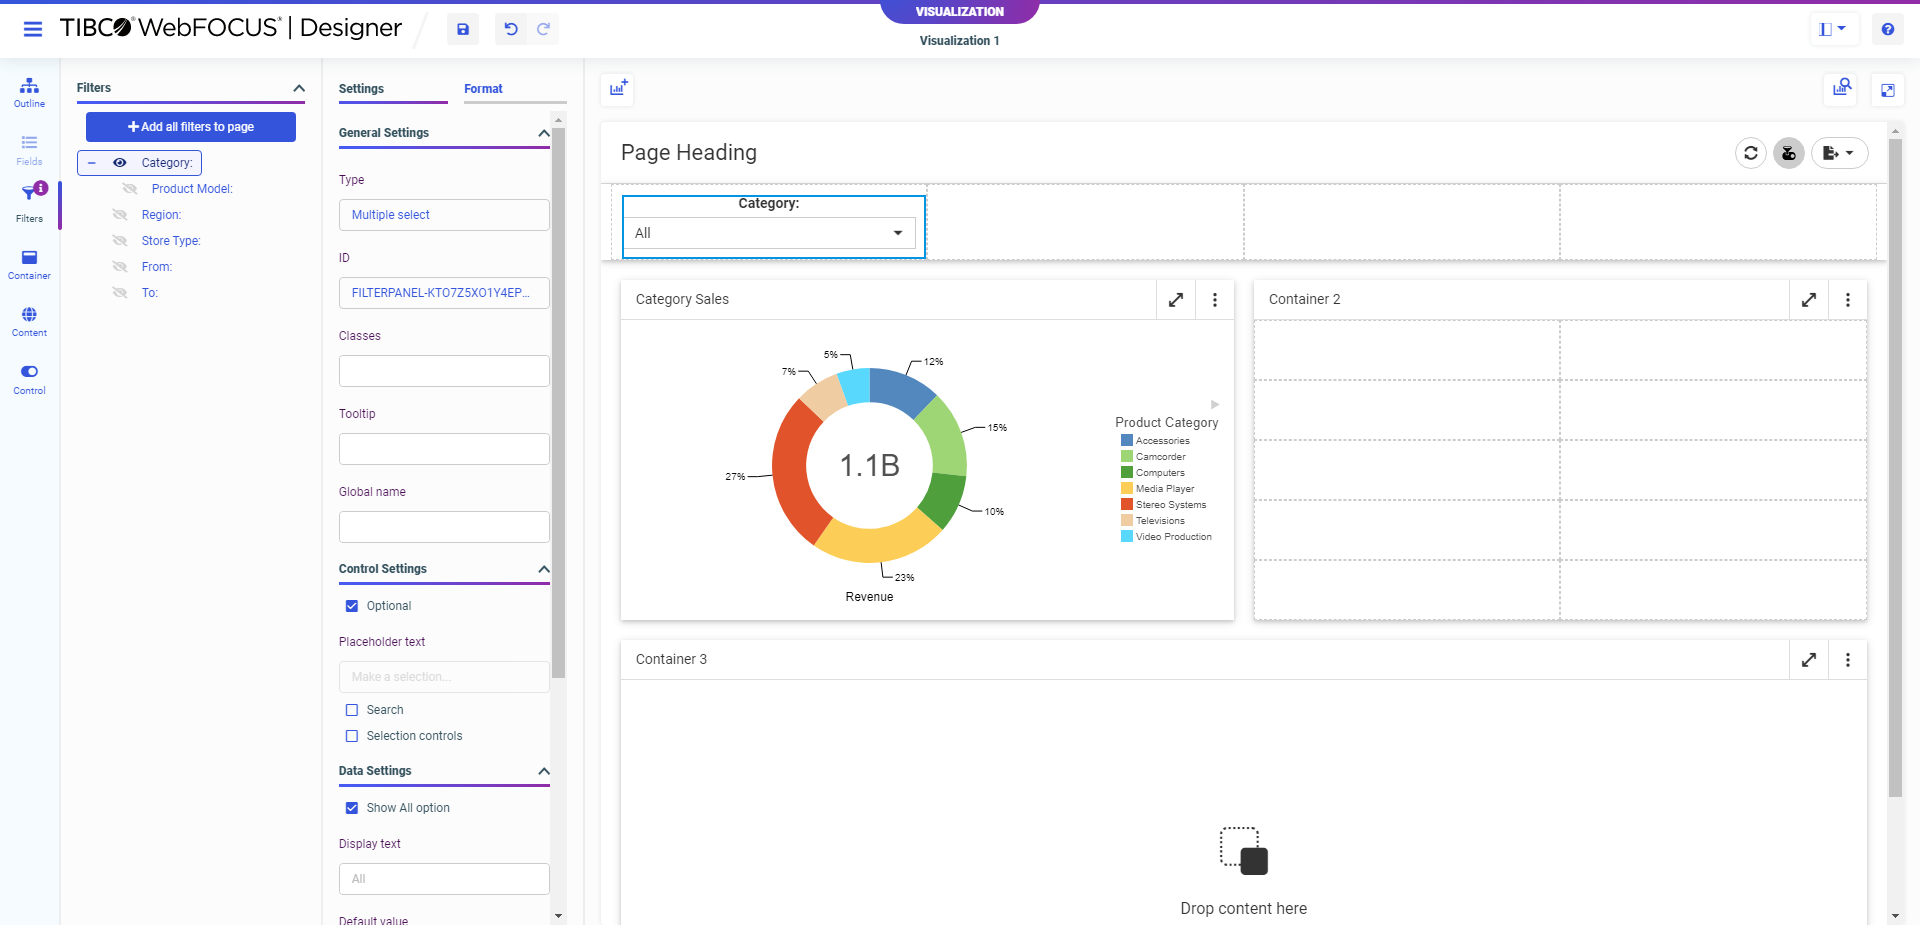 VISUALIZATION
TIBCO® WebFOCUS® | Designer
Visualization 1
Outline
Fields
i
Filters
Container
Content
Control
Filters
Add all filters to page
Category:
Product Model:
Region:
Store Type:
From:
To:
Settings
Format
General Settings
Type
Multiple select
ID
FILTERPANEL-KTO7Z5XO1Y4EP...
Classes
Tooltip
Global name
Control Settings
Optional
Placeholder text
Make a selection...
Search
Selection controls
Data Settings
Show All option
Display text
All
Default value
Page Heading
Category:
All
Category Sales
5%
12%
7%
15%
27%
1.1B
10%
23%
Revenue
Product Category
Accessories
Camcorder
Computers
Media Player
Stereo Systems
Televisions
Video Production
Container 2
Container 3
Drop content here